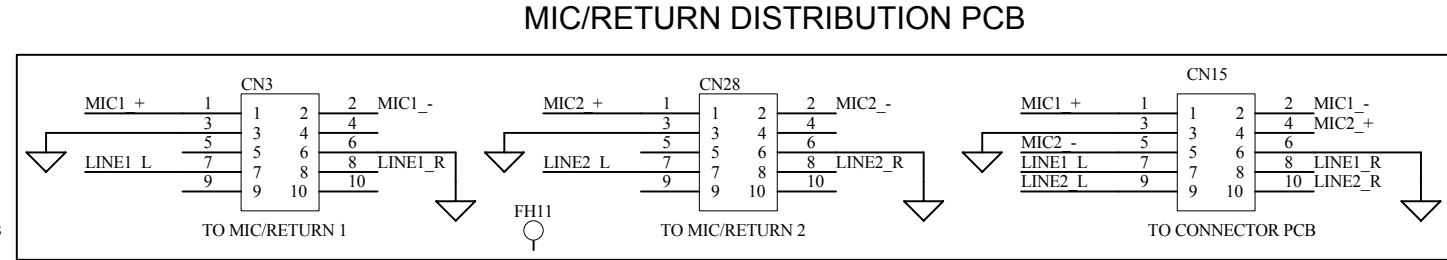 MIC/RETURN DISTRIBUTION PCB
CN3
MIC1_+ 1 1 2 2 MIC1_-
3 3 4 4
5 5 6 6
LINE1_L 7 7 8 8 LINE1_R
9 9 10 10
TO MIC/RETURN 1
FH11
CN28
MIC2_+ 1 1 2 2 MIC2_-
3 3 4 4
5 5 6 6
LINE2_L 7 7 8 8 LINE2_R
9 9 10 10
TO MIC/RETURN 2
CN15
MIC1_+ 1 1 2 2 MIC1_-
3 3 4 4 MIC2_+
MIC2_- 5 5 6 6
LINE1_L 7 7 8 8 LINE1_R
LINE2_L 9 9 10 10 LINE2_R
TO CONNECTOR PCB